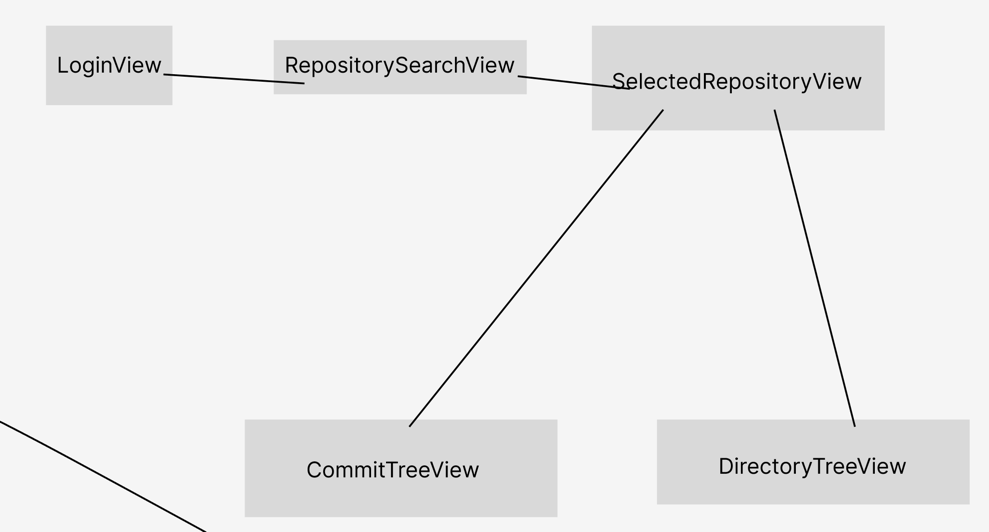 LoginView
RepositorySearchView
SelectedRepositoryView
CommitTreeView
DirectoryTreeView